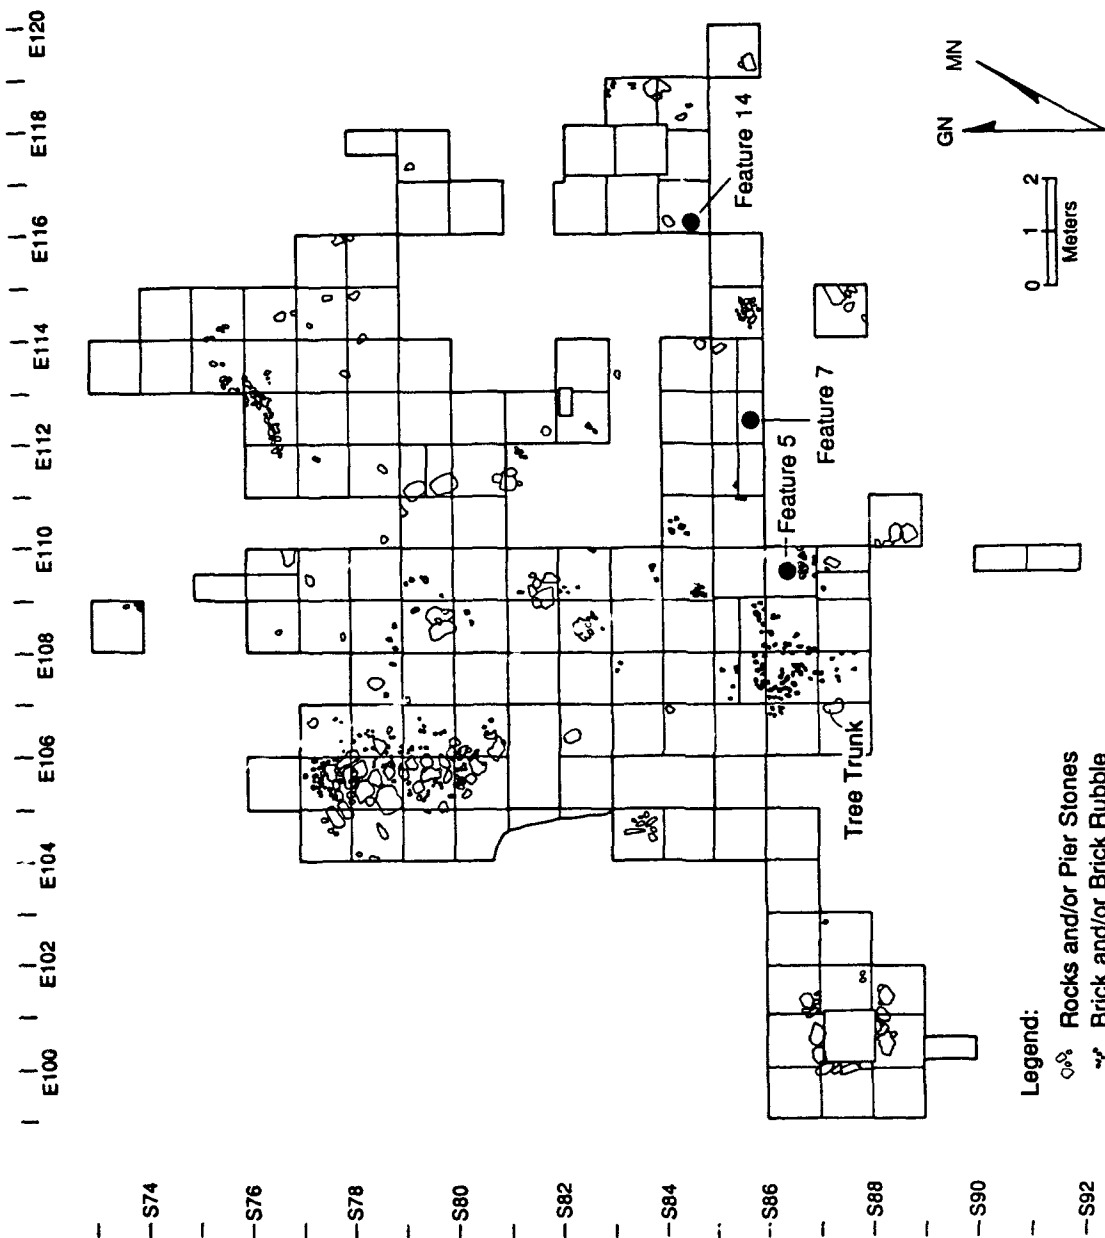 E120
E118
E116
E114
E112
E110
E108
E106
E104
E102
E100
S74
S76
S78
S80
S82
S84
S86
S88
S90
S92
Feature 14
Feature 7
Feature 5
Tree Trunk
GN
MN
0 1 2
Meters
Legend:
Rocks and/or Pier Stones
Brick and/or Brick Rubble